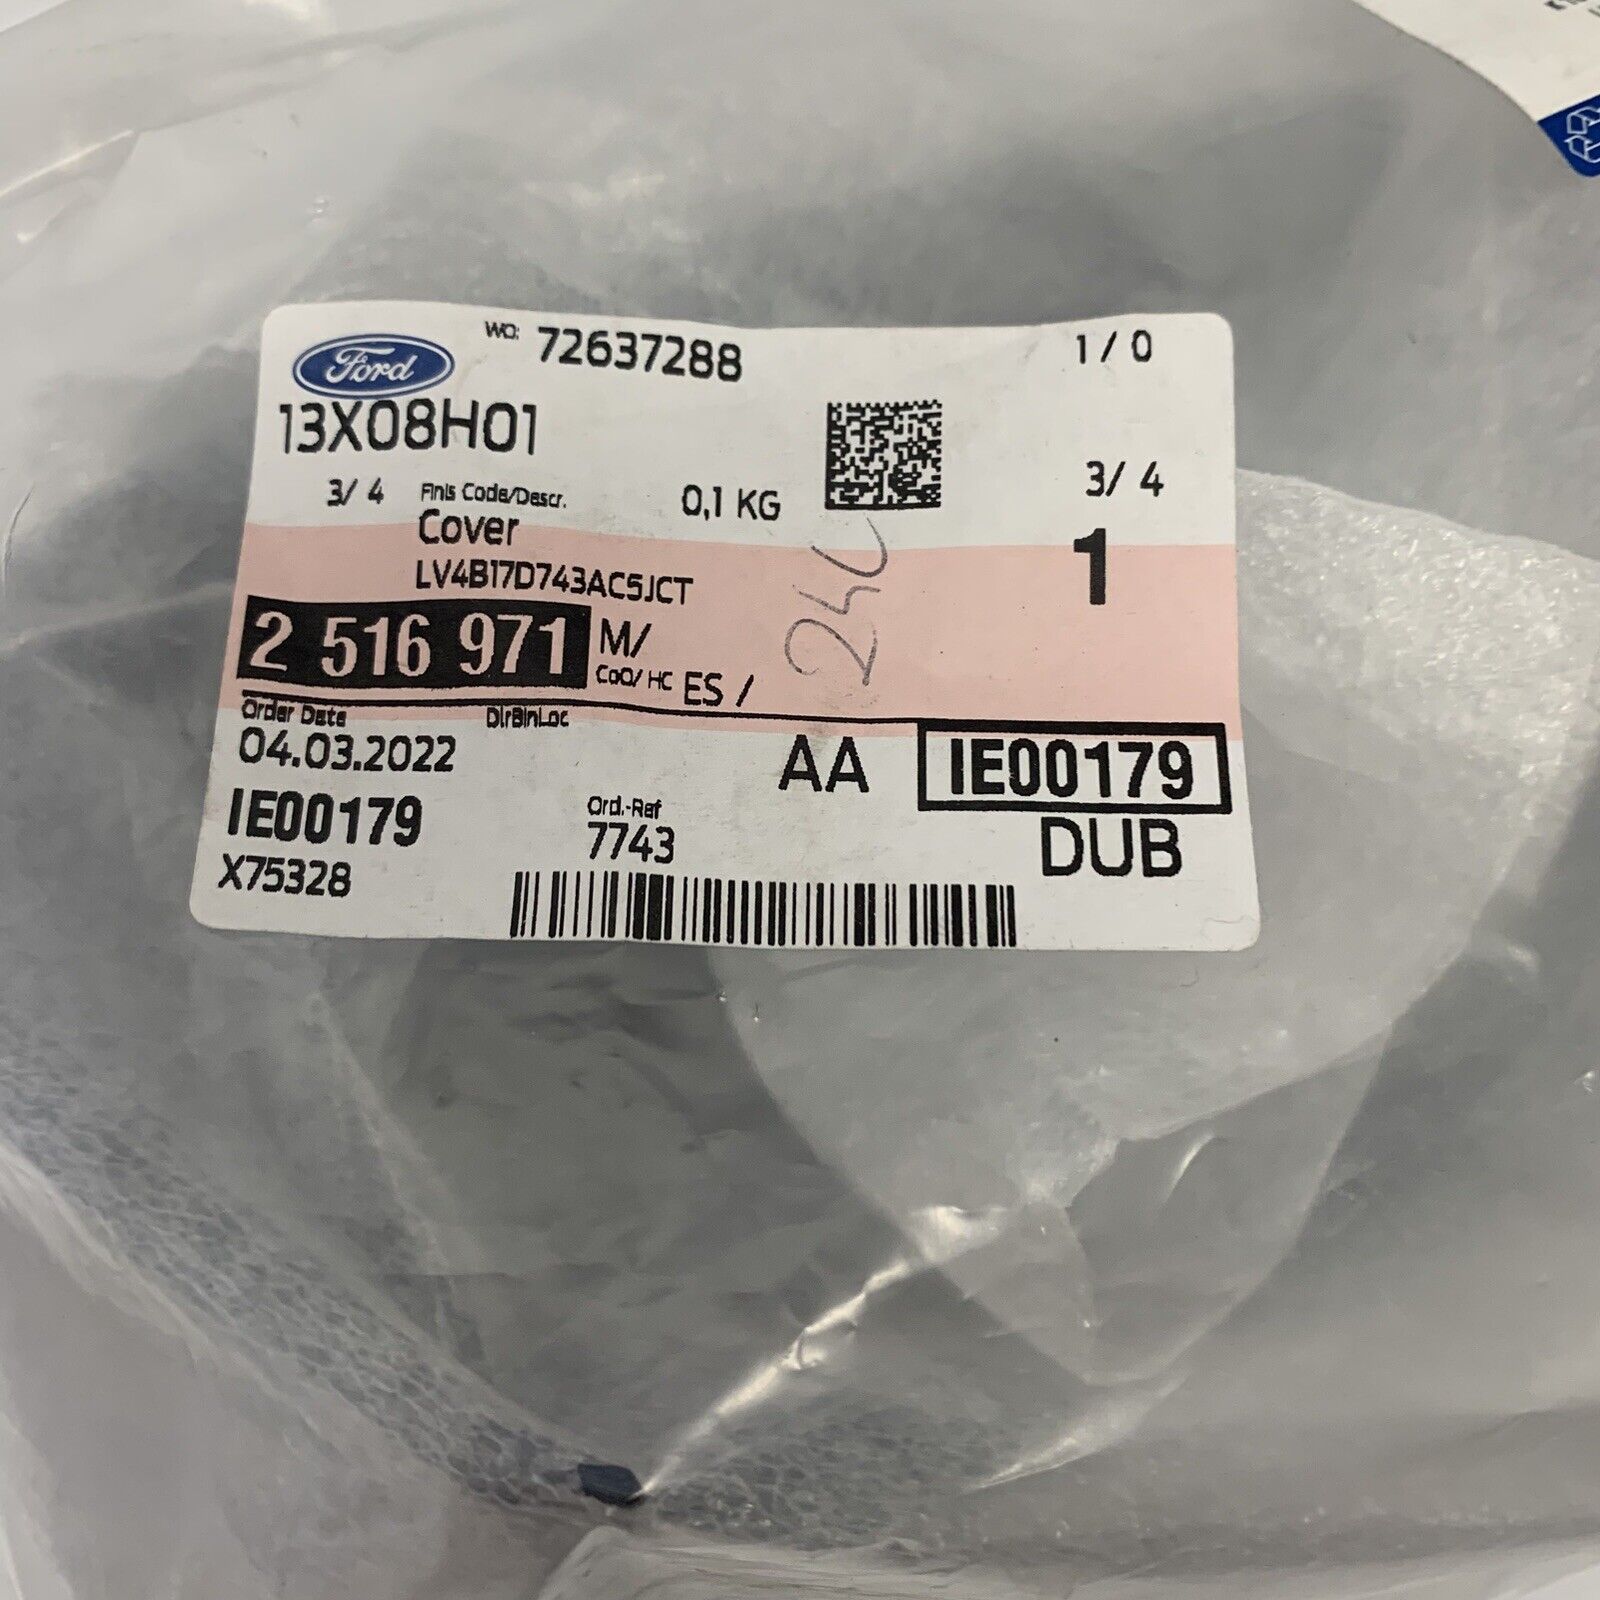 Ford
WO: 72637288
1 / 0
13X08H01
3/ 4
Finis Code/Descr.
0,1 KG
3/ 4
Cover
1
LV4B17D743AC5JCT
2 516 971
M/
CoO/ HC ES /
Order Date
DirBinLoc
04.03.2022
AA
IE00179
IE00179
Ord.-Ref
7743
DUB
X75328